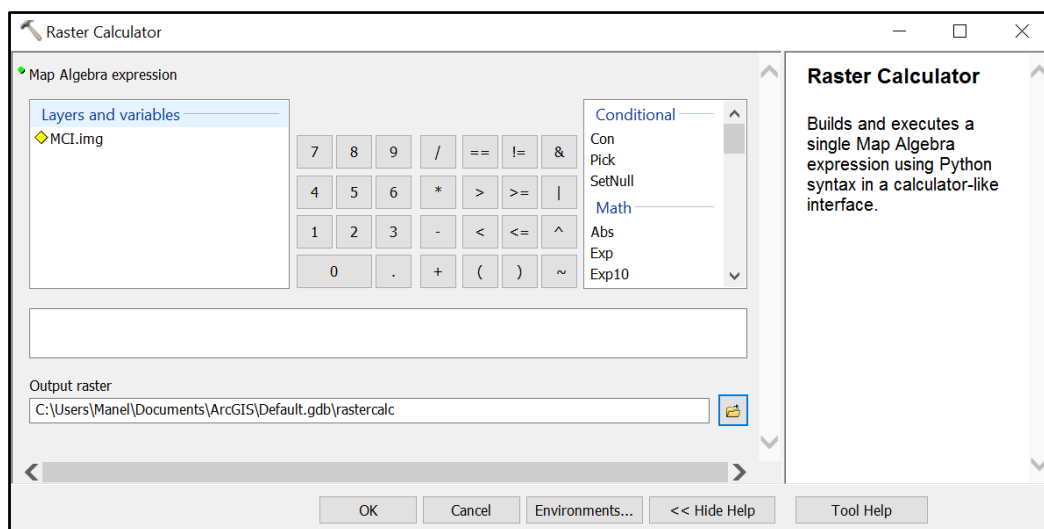 Raster Calculator
Map Algebra expression
Layers and variables
MCI.img
7 8 9 / == != &
4 5 6 * > >= |
1 2 3 - < <= ^
0 . + ( ) ~
Conditional
Con
Pick
SetNull
Math
Abs
Exp
Exp10
Output raster
C:\Users\Manel\Documents\ArcGIS\Default.gdb\rastercalc
Raster Calculator
Builds and executes a
single Map Algebra
expression using Python
syntax in a calculator-like
interface.
OK Cancel Environments... << Hide Help Tool Help